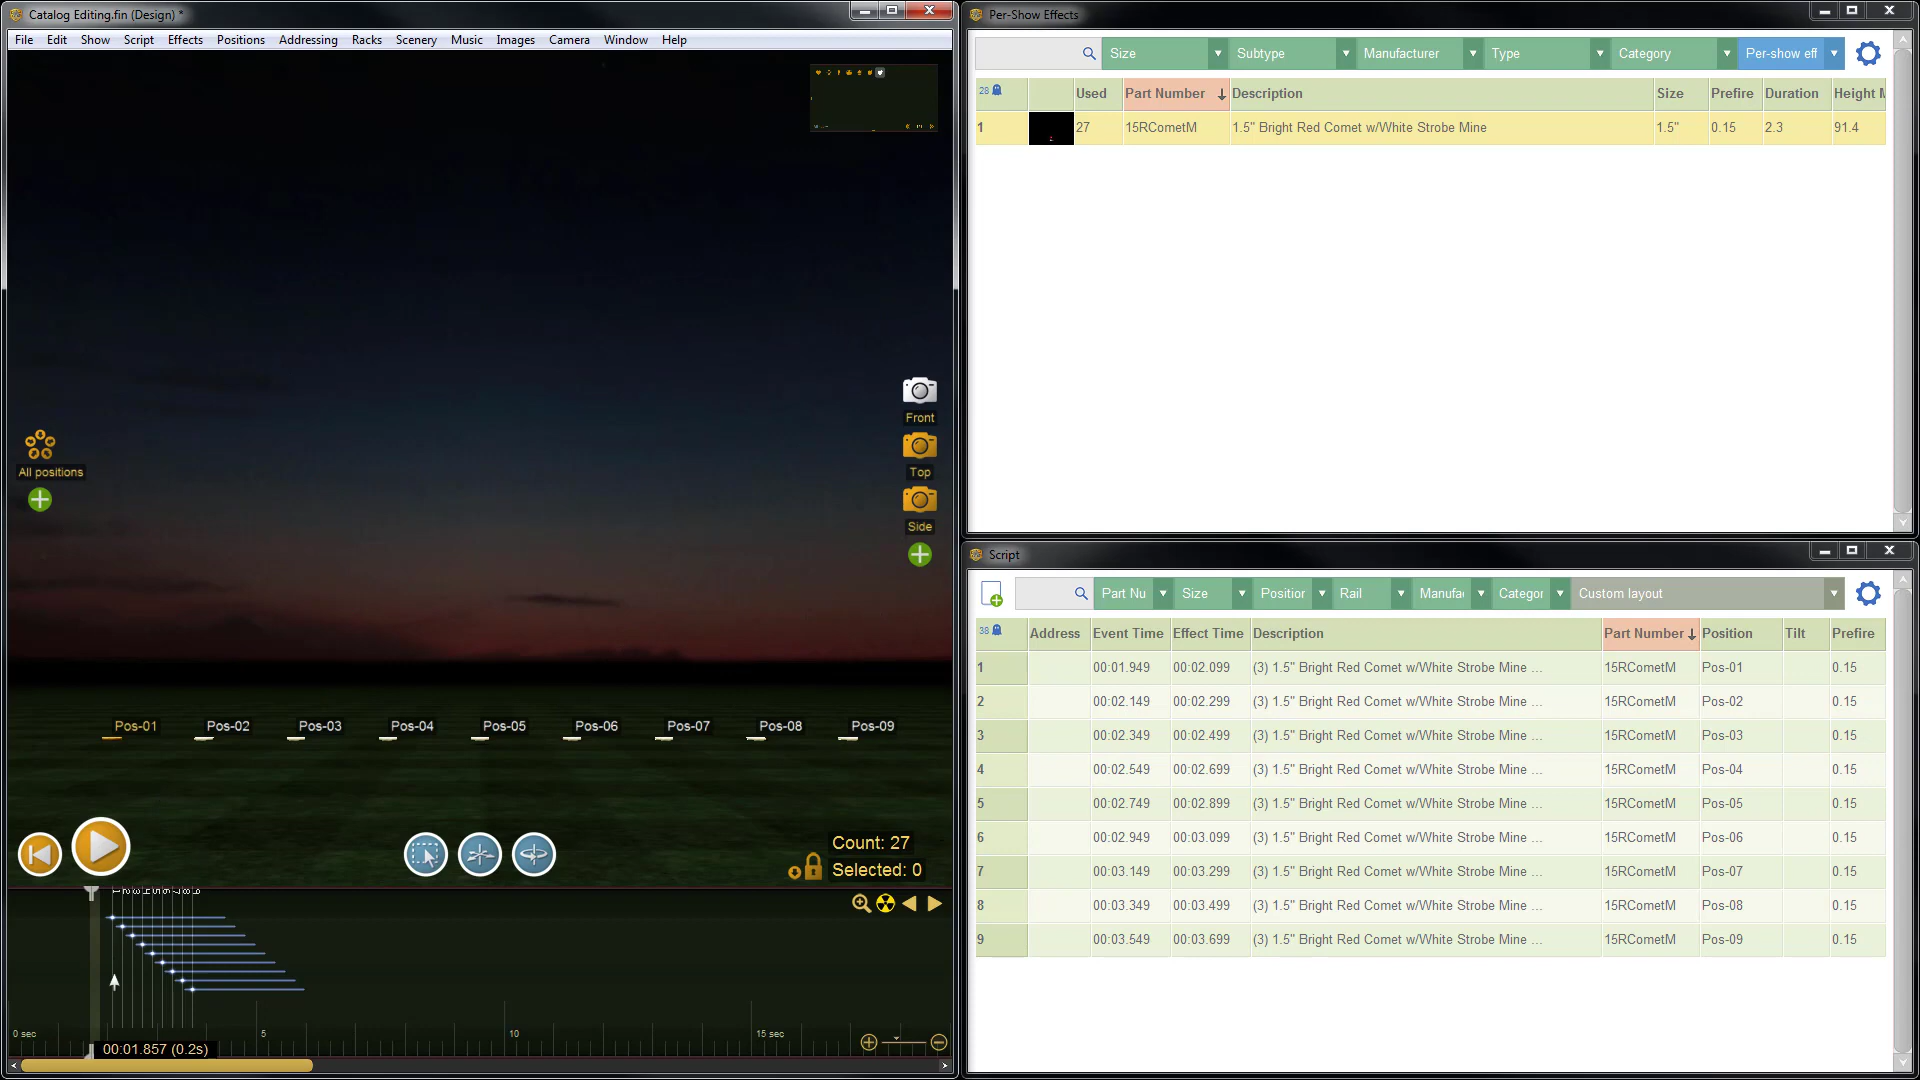 Catalog Editing.fin (Design) *
File Edit Show Script Effects Positions Addressing Racks Scenery Music Images Camera Window Help
Front
Top
Side
All positions
Pos-01 Pos-02 Pos-03 Pos-04 Pos-05 Pos-06 Pos-07 Pos-08 Pos-09
Count: 27
Selected: 0
0 sec 5 10 15 sec
00:01.857 (0.2s)
Per-Show Effects
Size Subtype Manufacturer Type Category Per-show eff
28 Used Part Number Description Size Prefire Duration Height M
1 27 15RCometM 1.5" Bright Red Comet w/White Strobe Mine 1.5" 0.15 2.3 91.4
Script
Part Nu Size Position Rail Manufac Categor Custom layout
38 Address Event Time Effect Time Description Part Number Position Tilt Prefire
1 00:01.949 00:02.099 (3) 1.5" Bright Red Comet w/White Strobe Mine ... 15RCometM Pos-01 0.15
2 00:02.149 00:02.299 (3) 1.5" Bright Red Comet w/White Strobe Mine ... 15RCometM Pos-02 0.15
3 00:02.349 00:02.499 (3) 1.5" Bright Red Comet w/White Strobe Mine ... 15RCometM Pos-03 0.15
4 00:02.549 00:02.699 (3) 1.5" Bright Red Comet w/White Strobe Mine ... 15RCometM Pos-04 0.15
5 00:02.749 00:02.899 (3) 1.5" Bright Red Comet w/White Strobe Mine ... 15RCometM Pos-05 0.15
6 00:02.949 00:03.099 (3) 1.5" Bright Red Comet w/White Strobe Mine ... 15RCometM Pos-06 0.15
7 00:03.149 00:03.299 (3) 1.5" Bright Red Comet w/White Strobe Mine ... 15RCometM Pos-07 0.15
8 00:03.349 00:03.499 (3) 1.5" Bright Red Comet w/White Strobe Mine ... 15RCometM Pos-08 0.15
9 00:03.549 00:03.699 (3) 1.5" Bright Red Comet w/White Strobe Mine ... 15RCometM Pos-09 0.15